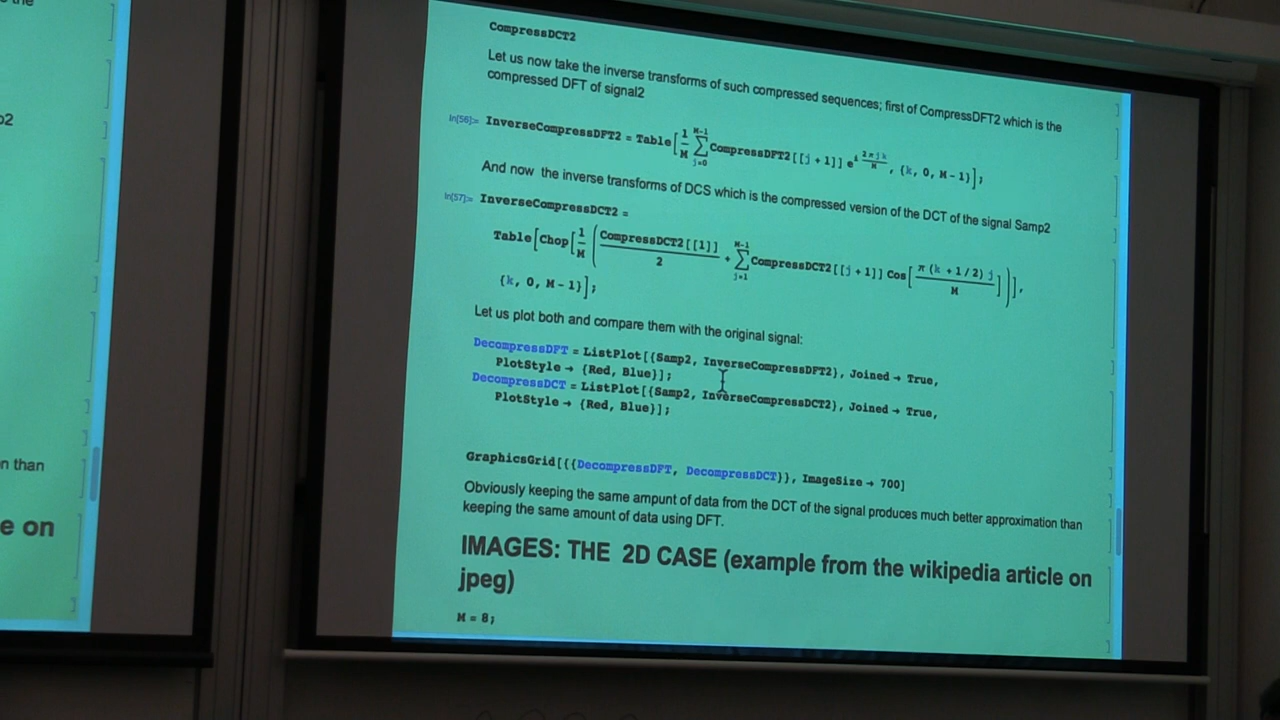 p2
n than
e on
CompressDCT2
Let us now take the inverse transforms of such compressed sequences; first of CompressDFT2 which is the
compressed DFT of signal2
In[56]:= InverseCompressDFT2 = Table[1/M ∑_{j=0}^{M-1} CompressDFT2[[j + 1]] e^{i 2 π j k / M}, {k, 0, M - 1}];
And now the inverse transforms of DCS which is the compressed version of the DCT of the signal Samp2
In[57]:= InverseCompressDCT2 =
Table[Chop[1/M (CompressDCT2[[1]]/2 + ∑_{j=1}^{M-1} CompressDCT2[[j + 1]] Cos[π (k + 1/2) j / M])],
{k, 0, M - 1}];
Let us plot both and compare them with the original signal:
DecompressDFT = ListPlot[{Samp2, InverseCompressDFT2}, Joined → True,
PlotStyle → {Red, Blue}];
DecompressDCT = ListPlot[{Samp2, InverseCompressDCT2}, Joined → True,
PlotStyle → {Red, Blue}];
GraphicsGrid[{{DecompressDFT, DecompressDCT}}, ImageSize → 700]
Obviously keeping the same ampunt of data from the DCT of the signal produces much better approximation than
keeping the same amount of data using DFT.
IMAGES: THE 2D CASE (example from the wikipedia article on
jpeg)
M = 8;